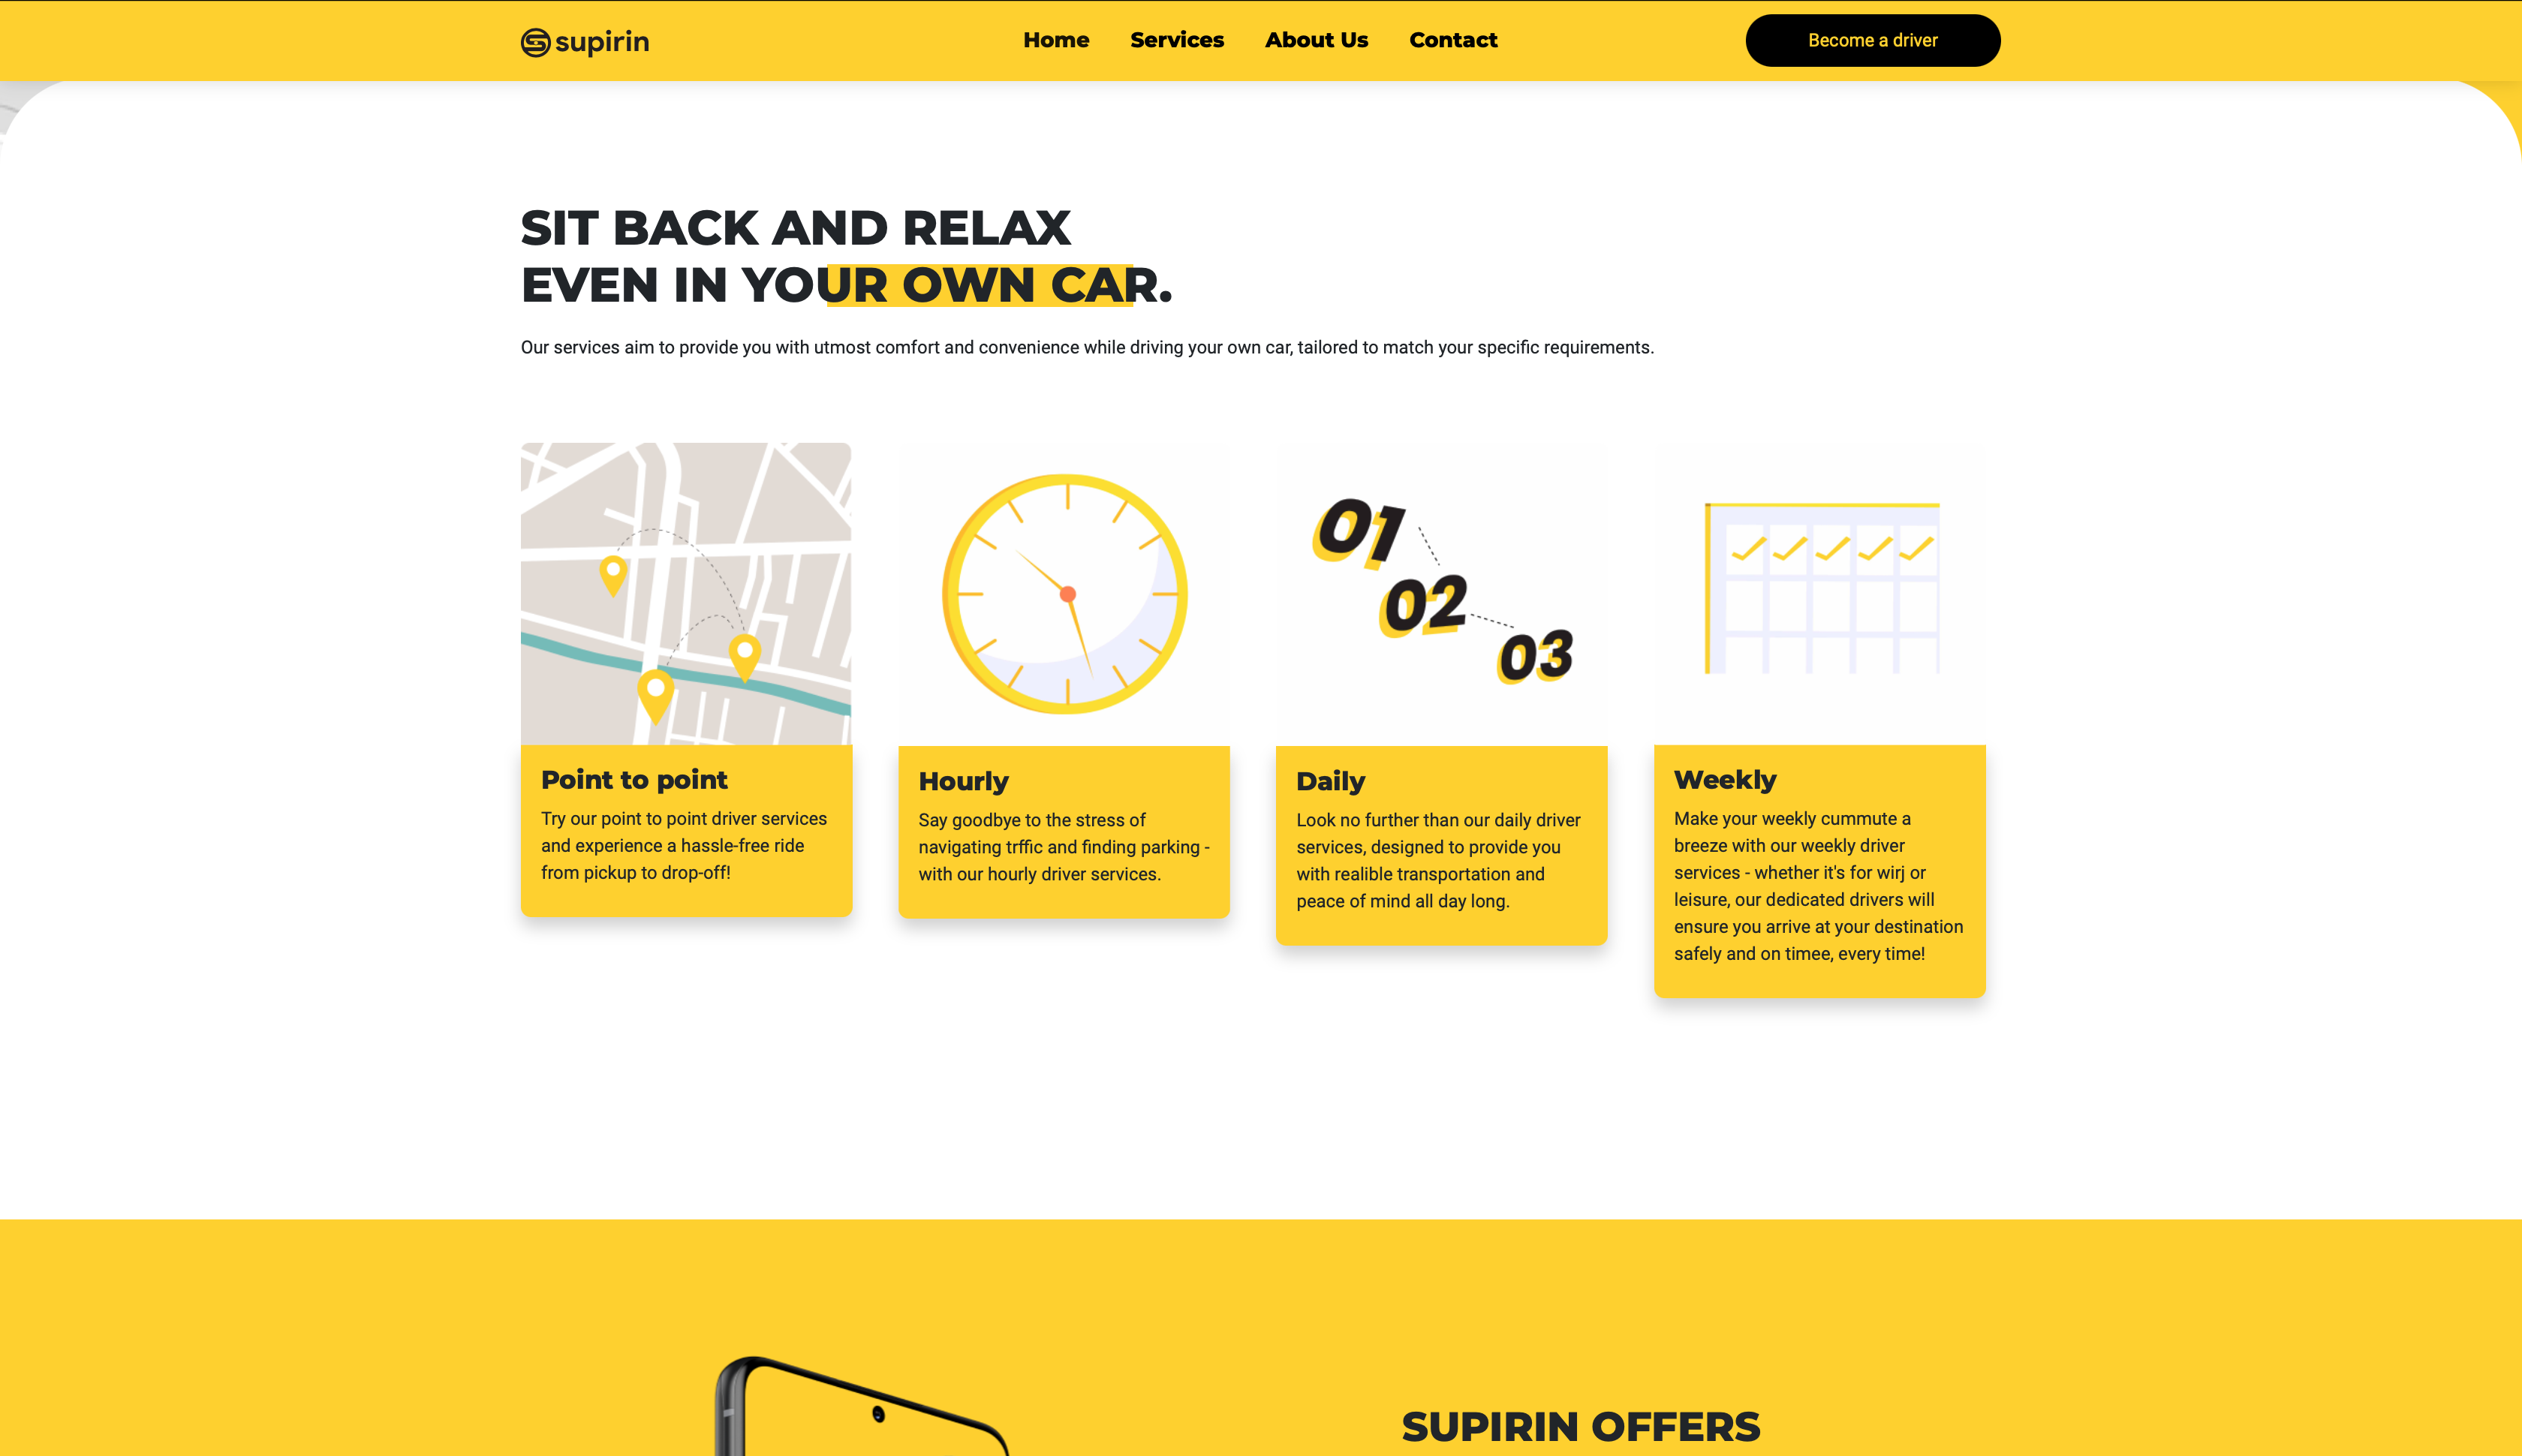 supirin
Home
Services
About Us
Contact
Become a driver
SIT BACK AND RELAX
EVEN IN YOUR OWN CAR.
Our services aim to provide you with utmost comfort and convenience while driving your own car, tailored to match your specific requirements.
01
02
03
Point to point
Try our point to point driver services
and experience a hassle-free ride
from pickup to drop-off!
Hourly
Say goodbye to the stress of
navigating trffic and finding parking -
with our hourly driver services.
Daily
Look no further than our daily driver
services, designed to provide you
with realible transportation and
peace of mind all day long.
Weekly
Make your weekly cummute a
breeze with our weekly driver
services - whether it's for wirj or
leisure, our dedicated drivers will
ensure you arrive at your destination
safely and on timee, every time!
SUPIRIN OFFERS